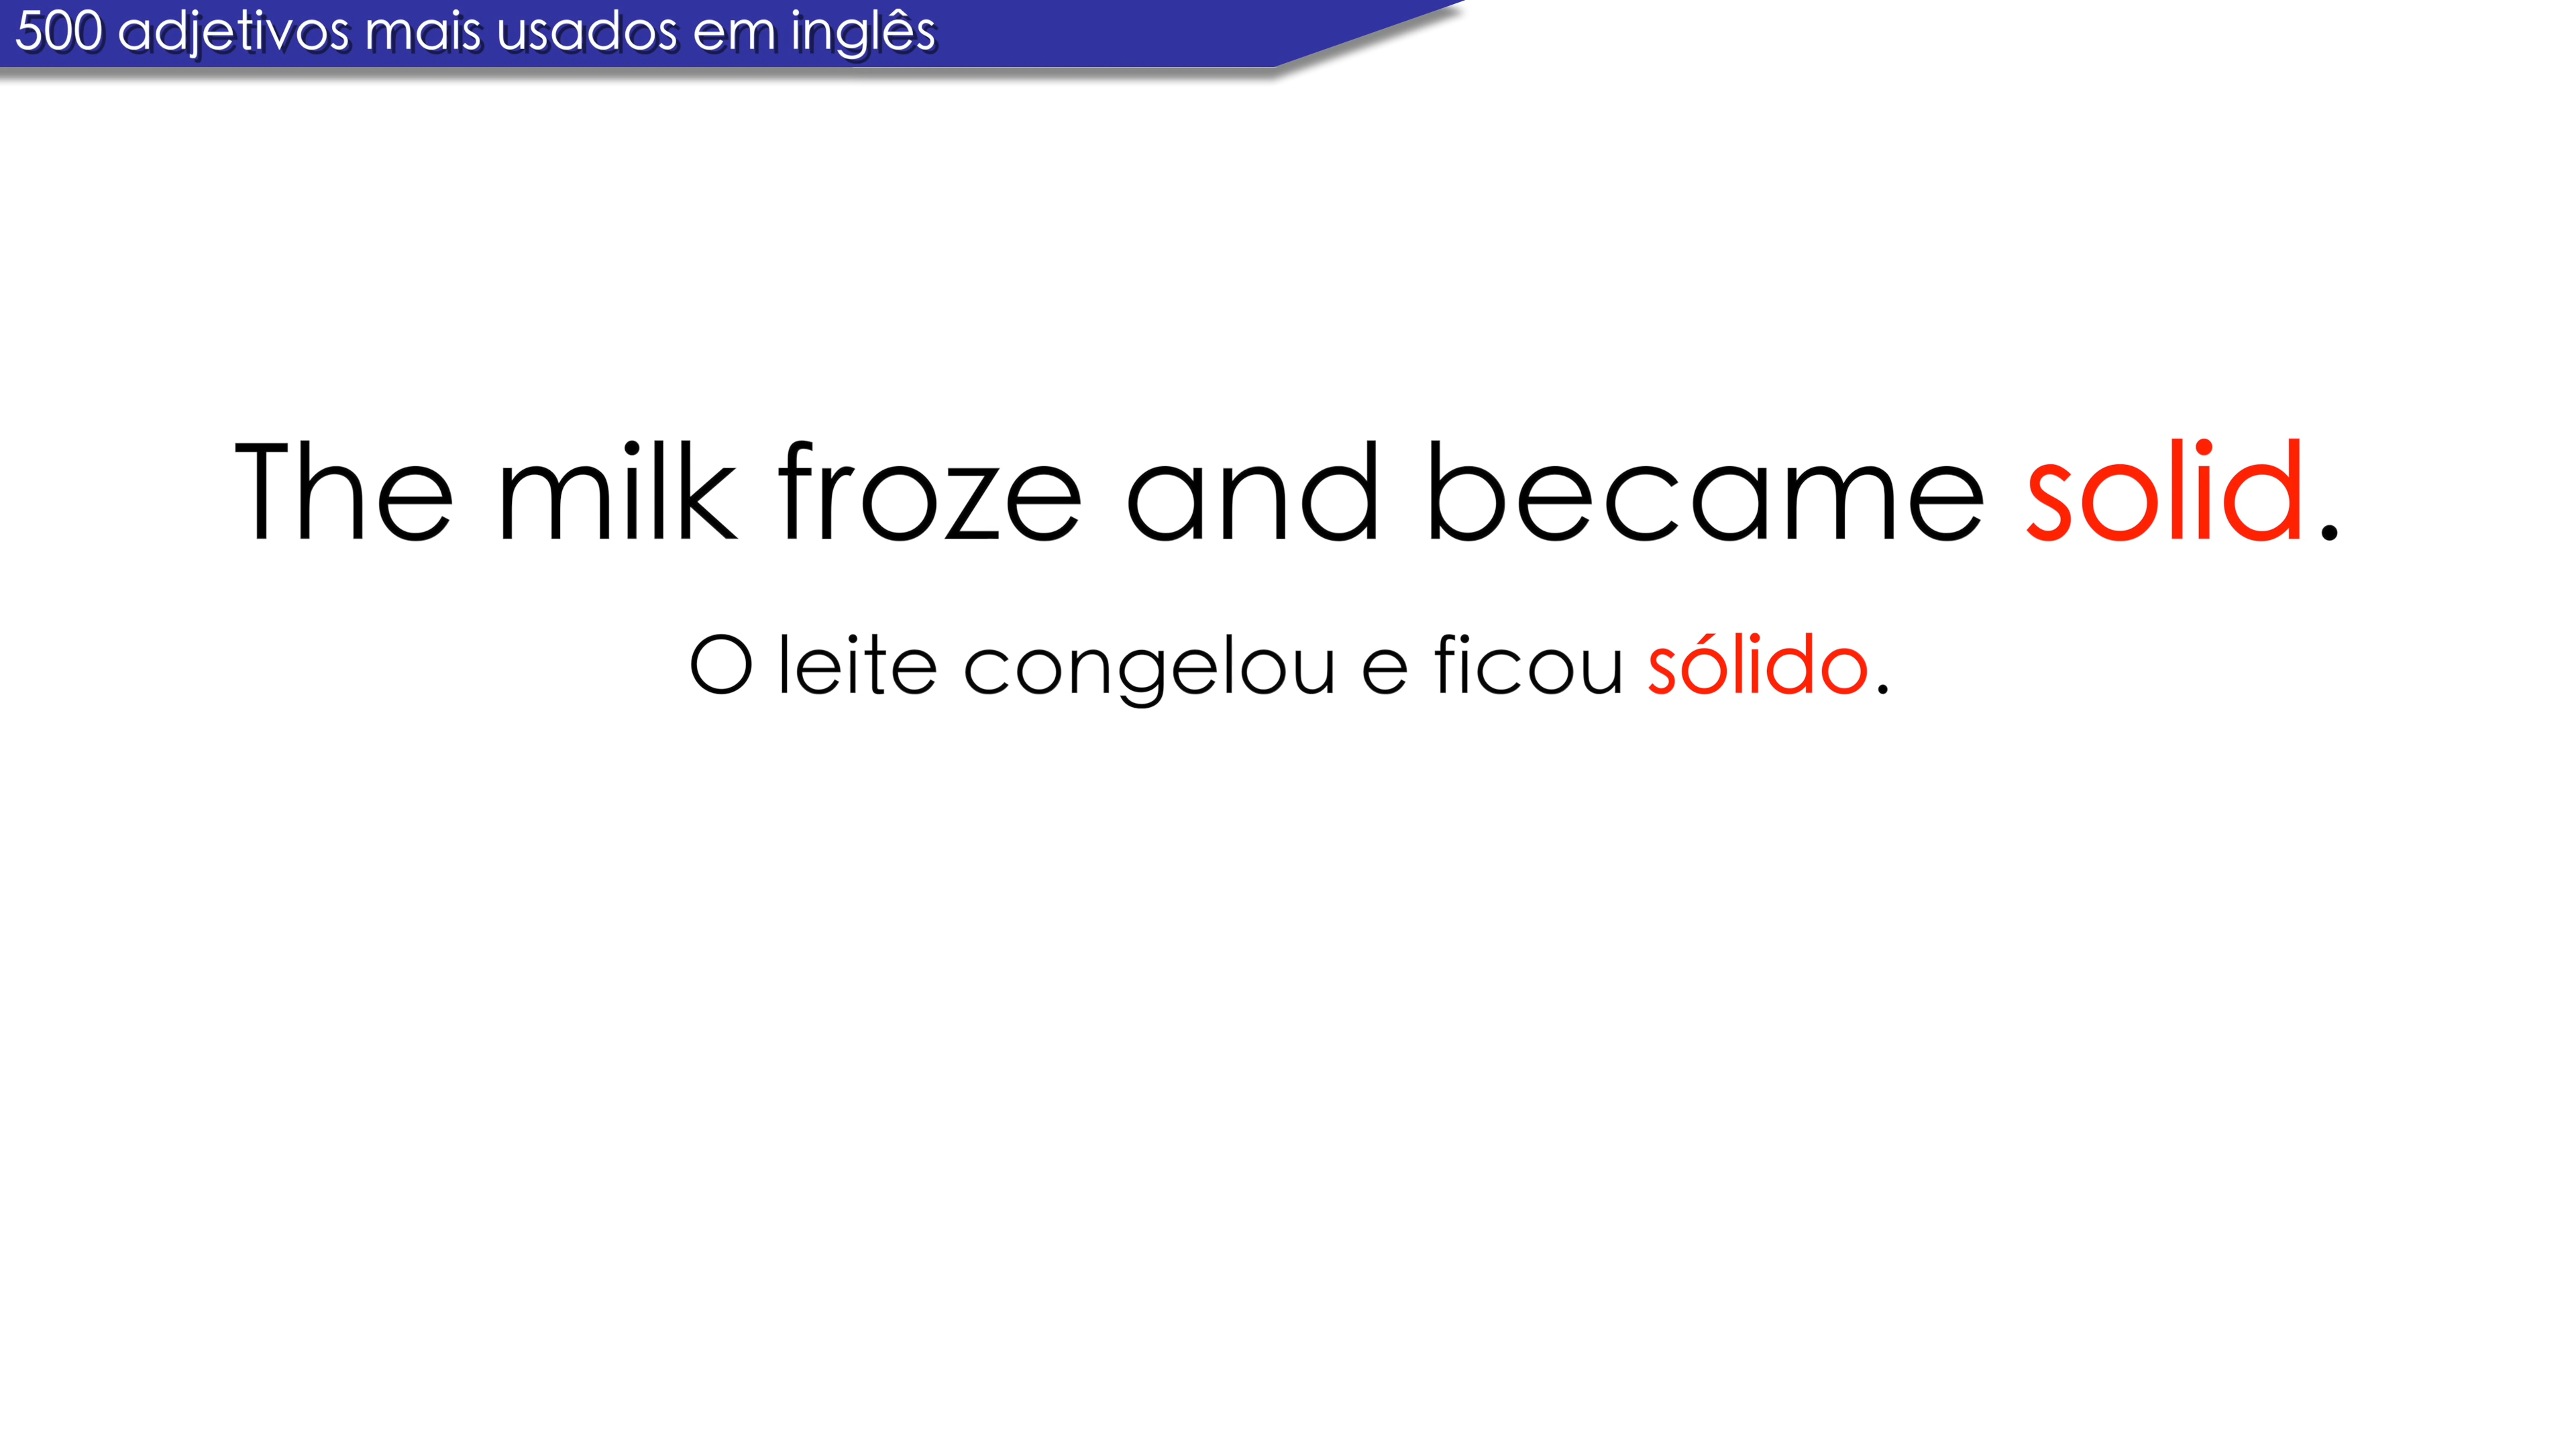 500 adjetivos mais usados em inglês
The milk froze and became solid.
O leite congelou e ficou sólido.